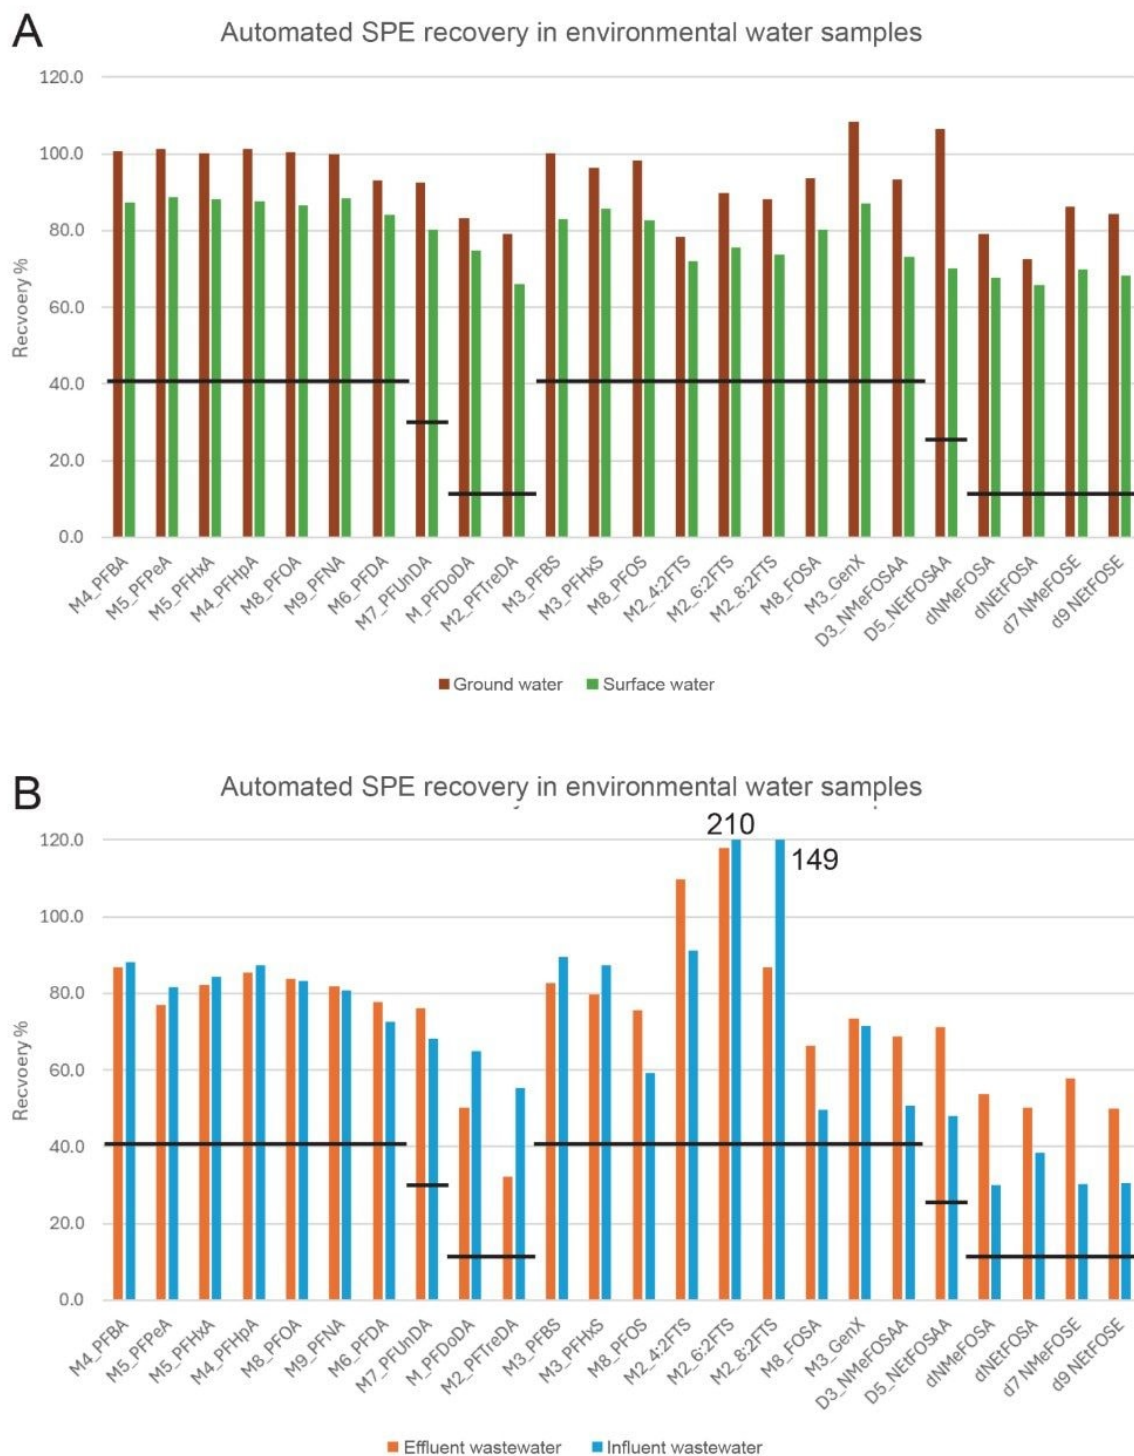 A
Automated SPE recovery in environmental water samples
120.0
100.0
80.0
60.0
40.0
20.0
0.0
Recvoery %
M4_PFBA
M5_PFPeA
M5_PFHxA
M4_PFHpA
M8_PFOA
M9_PFNA
M6_PFDA
M7_PFUnDA
M_PFDoDA
M2_PFTreDA
M3_PFBS
M3_PFHxS
M8_PFOS
M2_4:2FTS
M2_6:2FTS
M2_8:2FTS
M8_FOSA
M3_GenX
D3_NMeFOSAA
D5_NEtFOSAA
dNMeFOSA
dNEtFOSA
d7 NMeFOSE
d9 NEtFOSE
Ground water Surface water
B
Automated SPE recovery in environmental water samples
210
149
120.0
100.0
80.0
60.0
40.0
20.0
0.0
Recvoery %
M4_PFBA
M5_PFPeA
M5_PFHxA
M4_PFHpA
M8_PFOA
M9_PFNA
M6_PFDA
M7_PFUnDA
M_PFDoDA
M2_PFTreDA
M3_PFBS
M3_PFHxS
M8_PFOS
M2_4:2FTS
M2_6:2FTS
M2_8:2FTS
M8_FOSA
M3_GenX
D3_NMeFOSAA
D5_NEtFOSAA
dNMeFOSA
dNEtFOSA
d7 NMeFOSE
d9 NEtFOSE
Effluent wastewater Influent wastewater